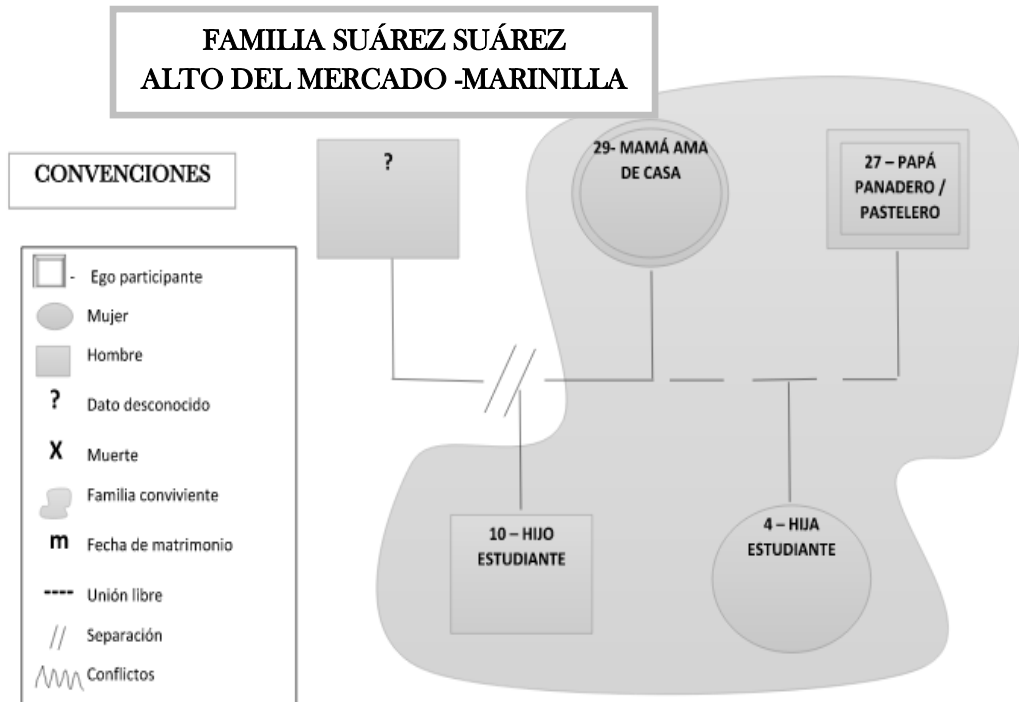 FAMILIA SUÁREZ SUÁREZ
ALTO DEL MERCADO -MARINILLA
CONVENCIONES
- Ego participante
Mujer
Hombre
? Dato desconocido
X Muerte
Familia conviviente
m Fecha de matrimonio
---- Unión libre
// Separación
Conflictos
?
29- MAMÁ AMA
DE CASA
27 – PAPÁ
PANADERO /
PASTELERO
10 – HIJO
ESTUDIANTE
4 – HIJA
ESTUDIANTE